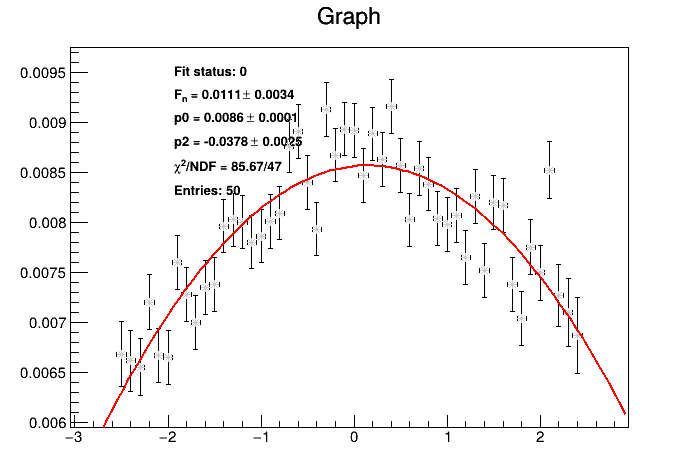 Graph
Fit status: 0
Fn = 0.0111 ± 0.0034
p0 = 0.0086 ± 0.0001
p2 = -0.0378 ± 0.0025
χ²/NDF = 85.67/47
Entries: 50
0.0095
0.009
0.0085
0.008
0.0075
0.007
0.0065
0.006
−3 −2 −1 0 1 2